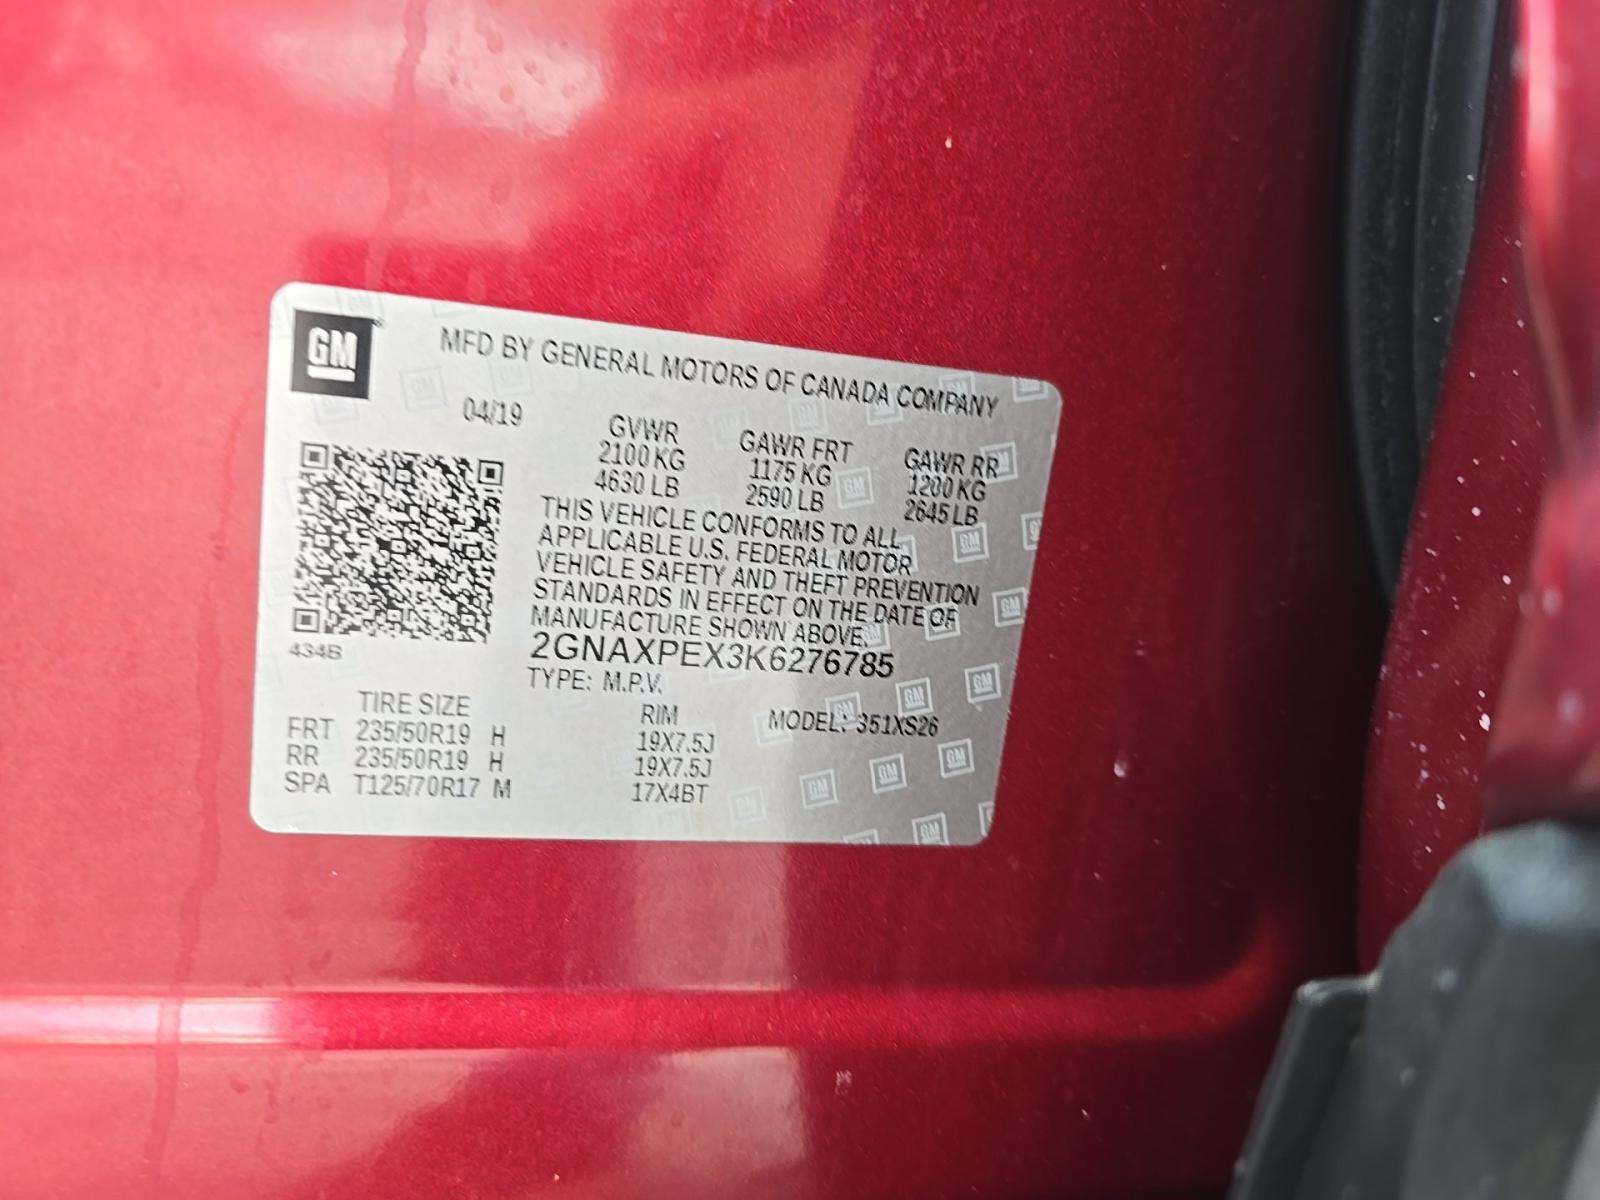 GM
MFD BY GENERAL MOTORS OF CANADA COMPANY
04/19
GVWR GAWR FRT GAWR RR
2100 KG 1175 KG 1200 KG
4630 LB 2590 LB 2645 LB
THIS VEHICLE CONFORMS TO ALL
APPLICABLE U.S. FEDERAL MOTOR
VEHICLE SAFETY AND THEFT PREVENTION
STANDARDS IN EFFECT ON THE DATE OF
MANUFACTURE SHOWN ABOVE.
434B
2GNAXPEX3K6276785
TYPE: M.P.V.
TIRE SIZE RIM MODEL: 351XS26
FRT 235/50R19 H 19X7.5J
RR 235/50R19 H 19X7.5J
SPA T125/70R17 M 17X4BT